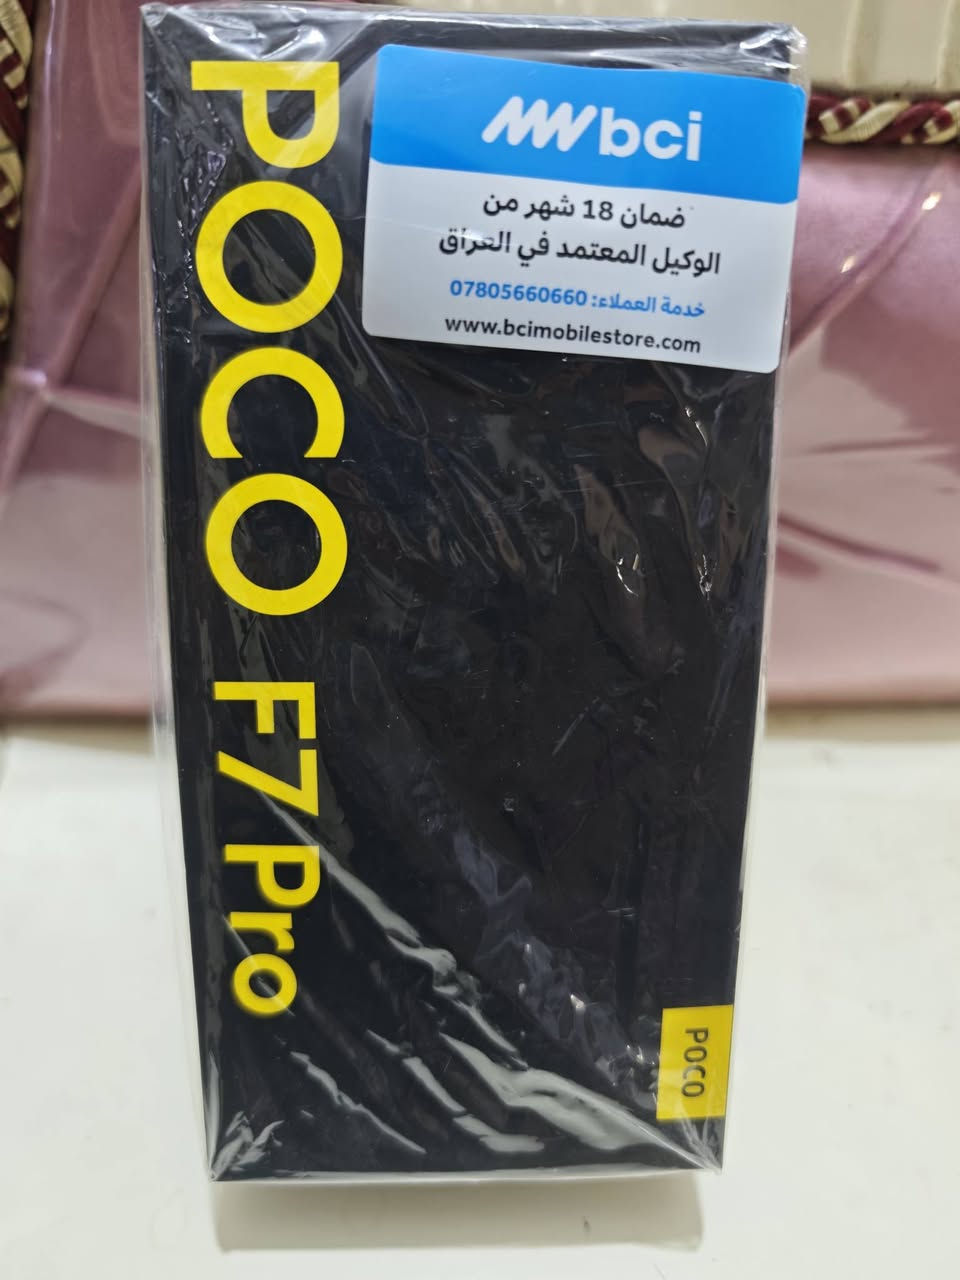 POCO F7 Pro
bci
ضمان 18 شهر من
الوكيل المعتمد في العراق
خدمة العملاء: 07805660660
www.bcimobilestore.com
POCO